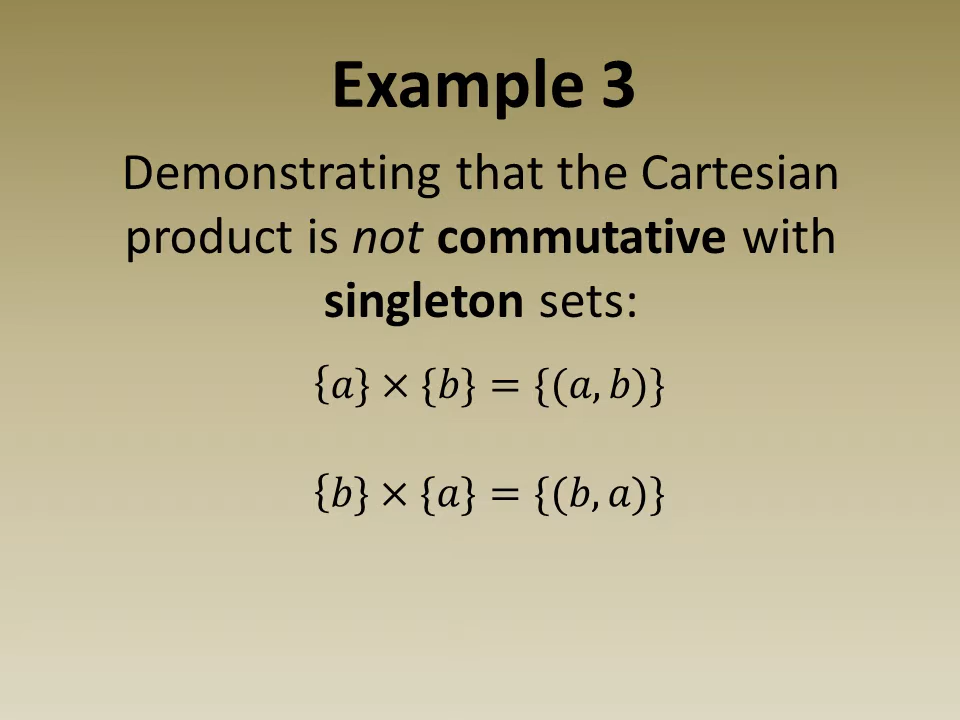 Example 3
Demonstrating that the Cartesian
product is not commutative with
singleton sets:
{𝑎} × {𝑏} = {(𝑎, 𝑏)}
{𝑏} × {𝑎} = {(𝑏, 𝑎)}